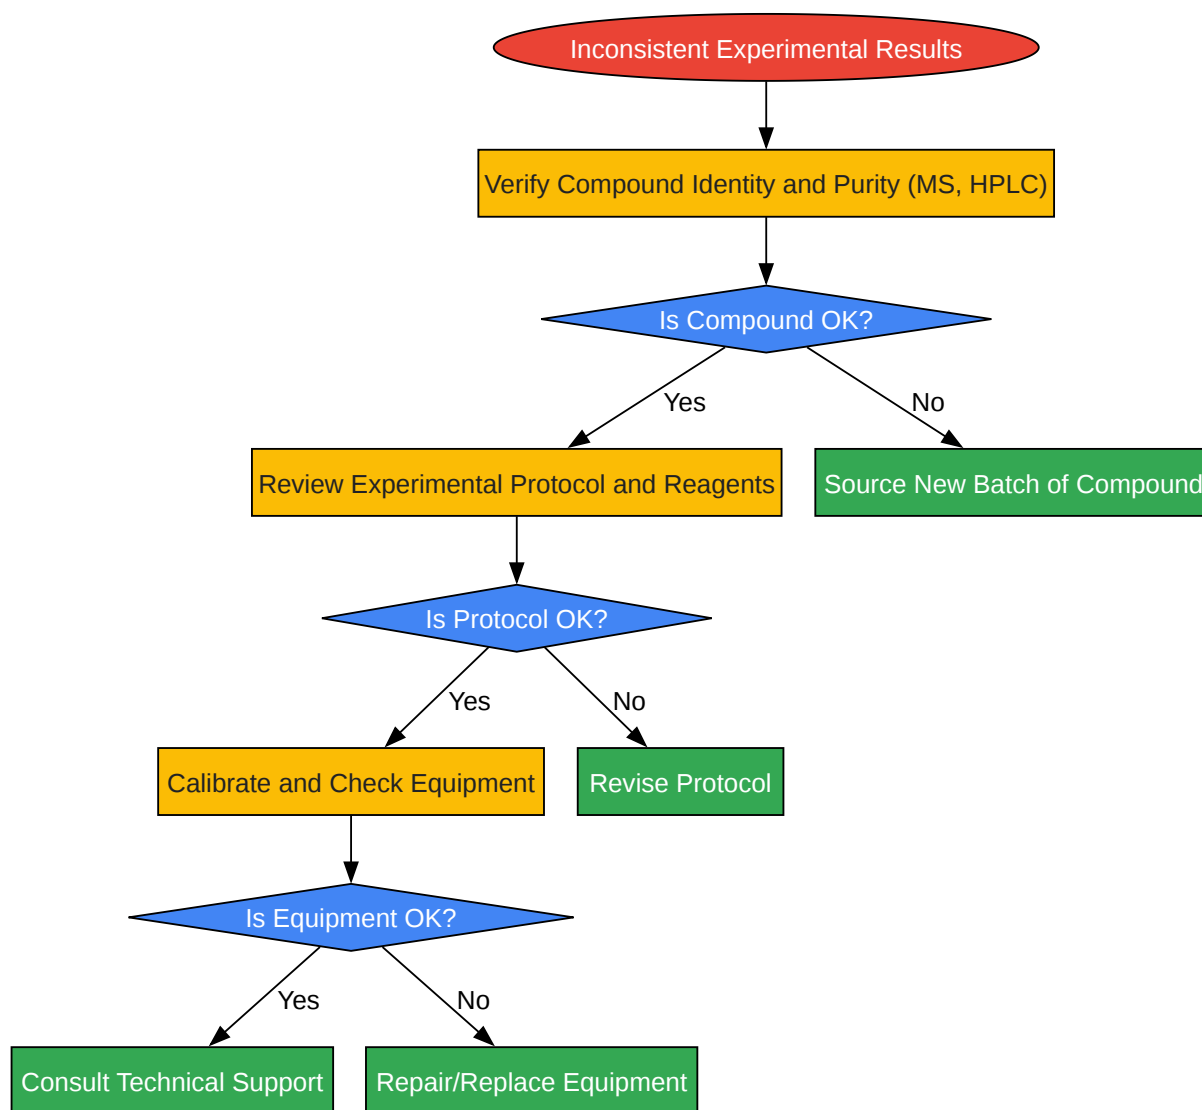 Inconsistent Experimental Results
Verify Compound Identity and Purity (MS, HPLC)
Is Compound OK?
Yes
No
Review Experimental Protocol and Reagents
Source New Batch of Compound
Is Protocol OK?
Yes
No
Calibrate and Check Equipment
Revise Protocol
Is Equipment OK?
Yes
No
Consult Technical Support
Repair/Replace Equipment